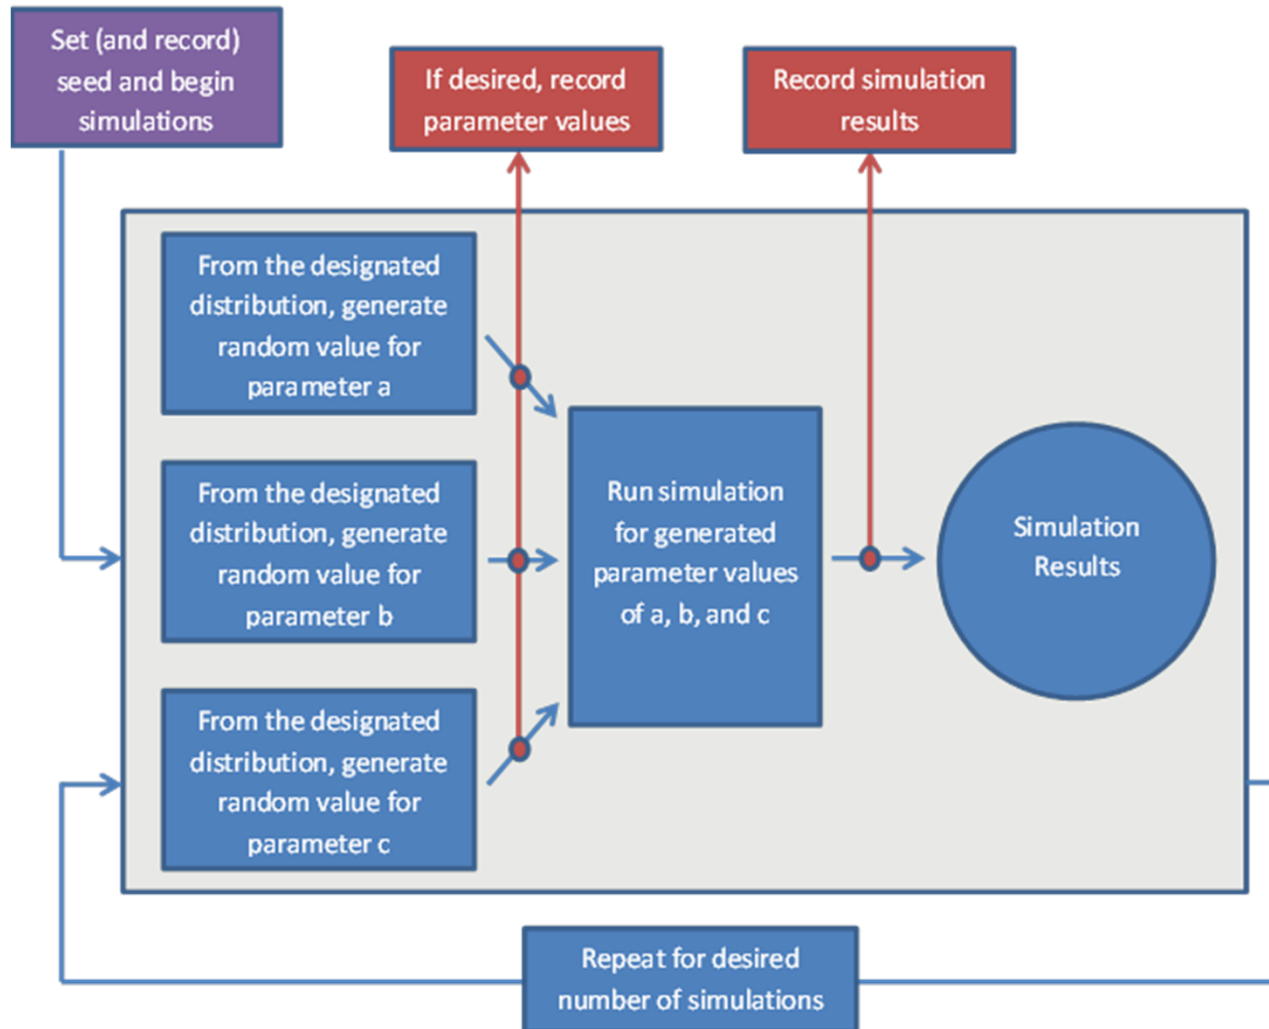 Set (and record)
seed and begin
simulations
If desired, record
parameter values
Record simulation
results
From the designated
distribution, generate
random value for
parameter a
From the designated
distribution, generate
random value for
parameter b
From the designated
distribution, generate
random value for
parameter c
Run simulation
for generated
parameter values
of a, b, and c
Simulation
Results
Repeat for desired
number of simulations